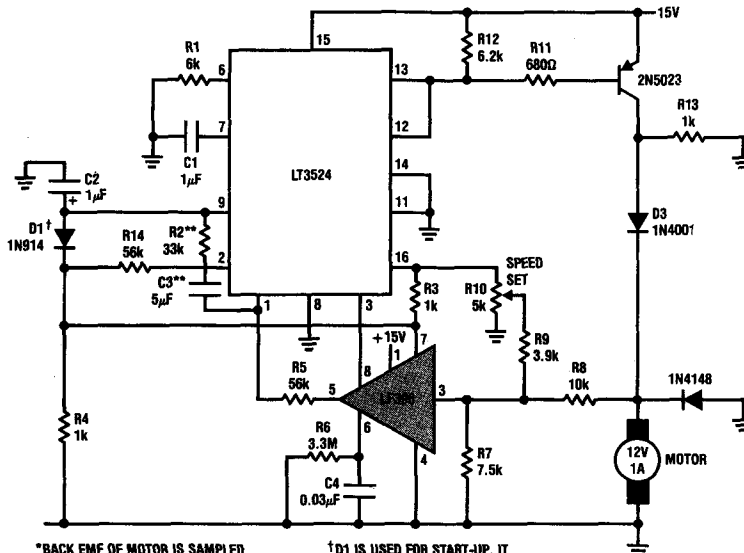 15V
R1
6k
15
R12
6.2k
R11
680Ω
6
13
2N5023
R13
1k
7
12
C1
1μF
LT3524
14
C2
1μF
+
9
11
D1†
1N914
R14
56k
R2**
33k
D3
1N4001
2
16
SPEED
SET
C3**
5μF
R3
1k
R10
5k
1
8
3
+15V
7
R9
3.9k
1
R8
10k
1N4148
R5
56k
8
5
3
R4
1k
6
R6
3.3M
4
R7
7.5k
12V
1A
MOTOR
C4
0.03μF
*BACK EMF OF MOTOR IS SAMPLED
†D1 IS USED FOR START-UP. IT